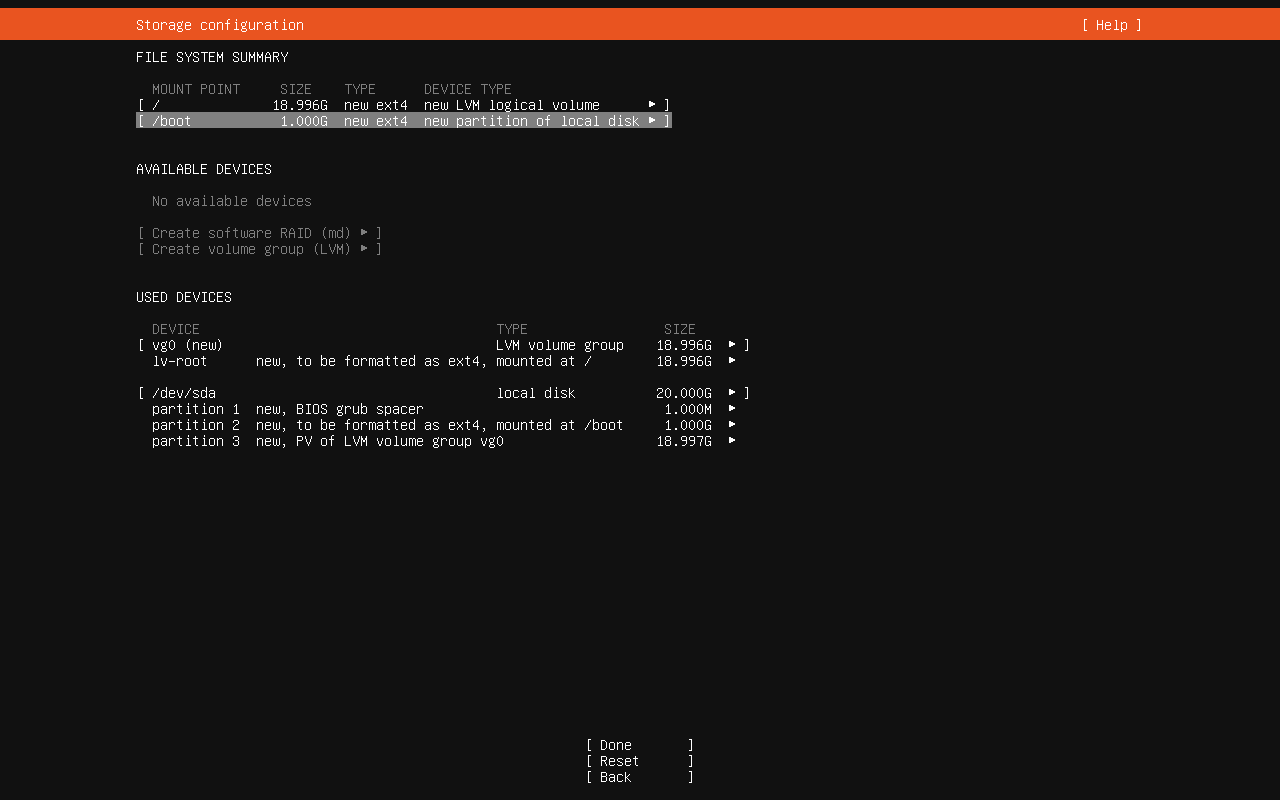 Storage configuration [ Help ]
FILE SYSTEM SUMMARY
MOUNT POINT SIZE TYPE DEVICE TYPE
[ / 18.996G new ext4 new LVM logical volume ▸ ]
[ /boot 1.000G new ext4 new partition of local disk ▸ ]
AVAILABLE DEVICES
No available devices
[ Create software RAID (md) ▸ ]
[ Create volume group (LVM) ▸ ]
USED DEVICES
DEVICE TYPE SIZE
[ vg0 (new) LVM volume group 18.996G ▸ ]
lv-root new, to be formatted as ext4, mounted at / 18.996G ▸
[ /dev/sda local disk 20.000G ▸ ]
partition 1 new, BIOS grub spacer 1.000M ▸
partition 2 new, to be formatted as ext4, mounted at /boot 1.000G ▸
partition 3 new, PV of LVM volume group vg0 18.997G ▸
[ Done ]
[ Reset ]
[ Back ]